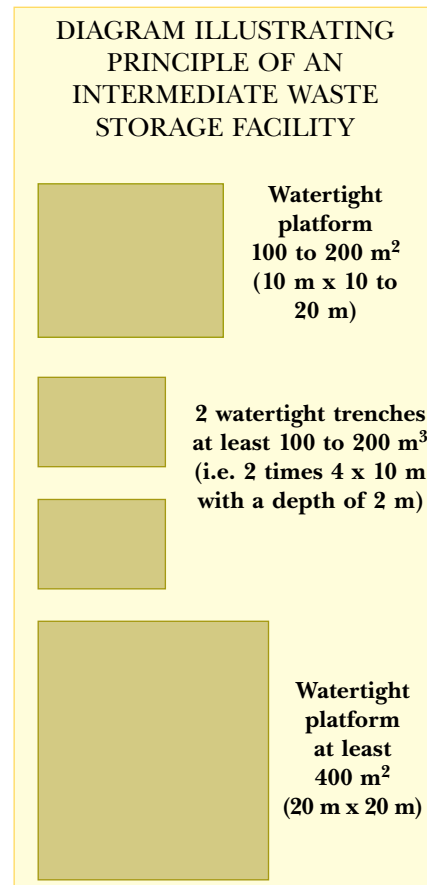 DIAGRAM ILLUSTRATING
PRINCIPLE OF AN
INTERMEDIATE WASTE
STORAGE FACILITY
Watertight
platform
100 to 200 m²
(10 m x 10 to
20 m)
2 watertight trenches
at least 100 to 200 m³
(i.e. 2 times 4 x 10 m
with a depth of 2 m)
Watertight
platform
at least
400 m²
(20 m x 20 m)